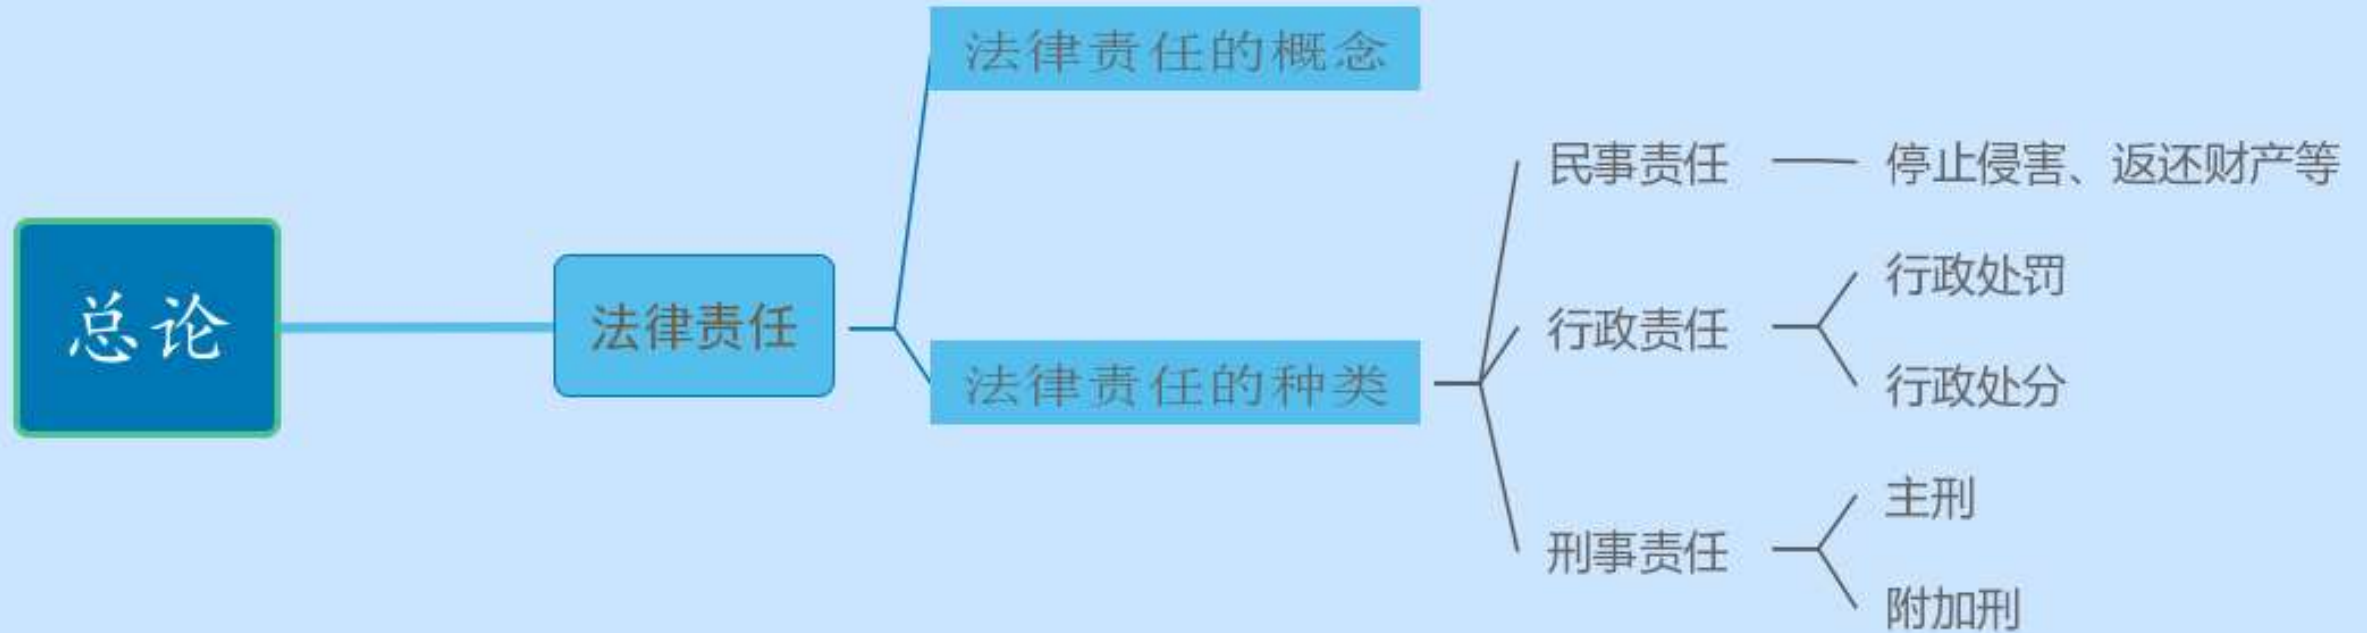 总论
法律责任
法律责任的概念
法律责任的种类
民事责任
停止侵害、返还财产等
行政责任
行政处罚
行政处分
刑事责任
主刑
附加刑